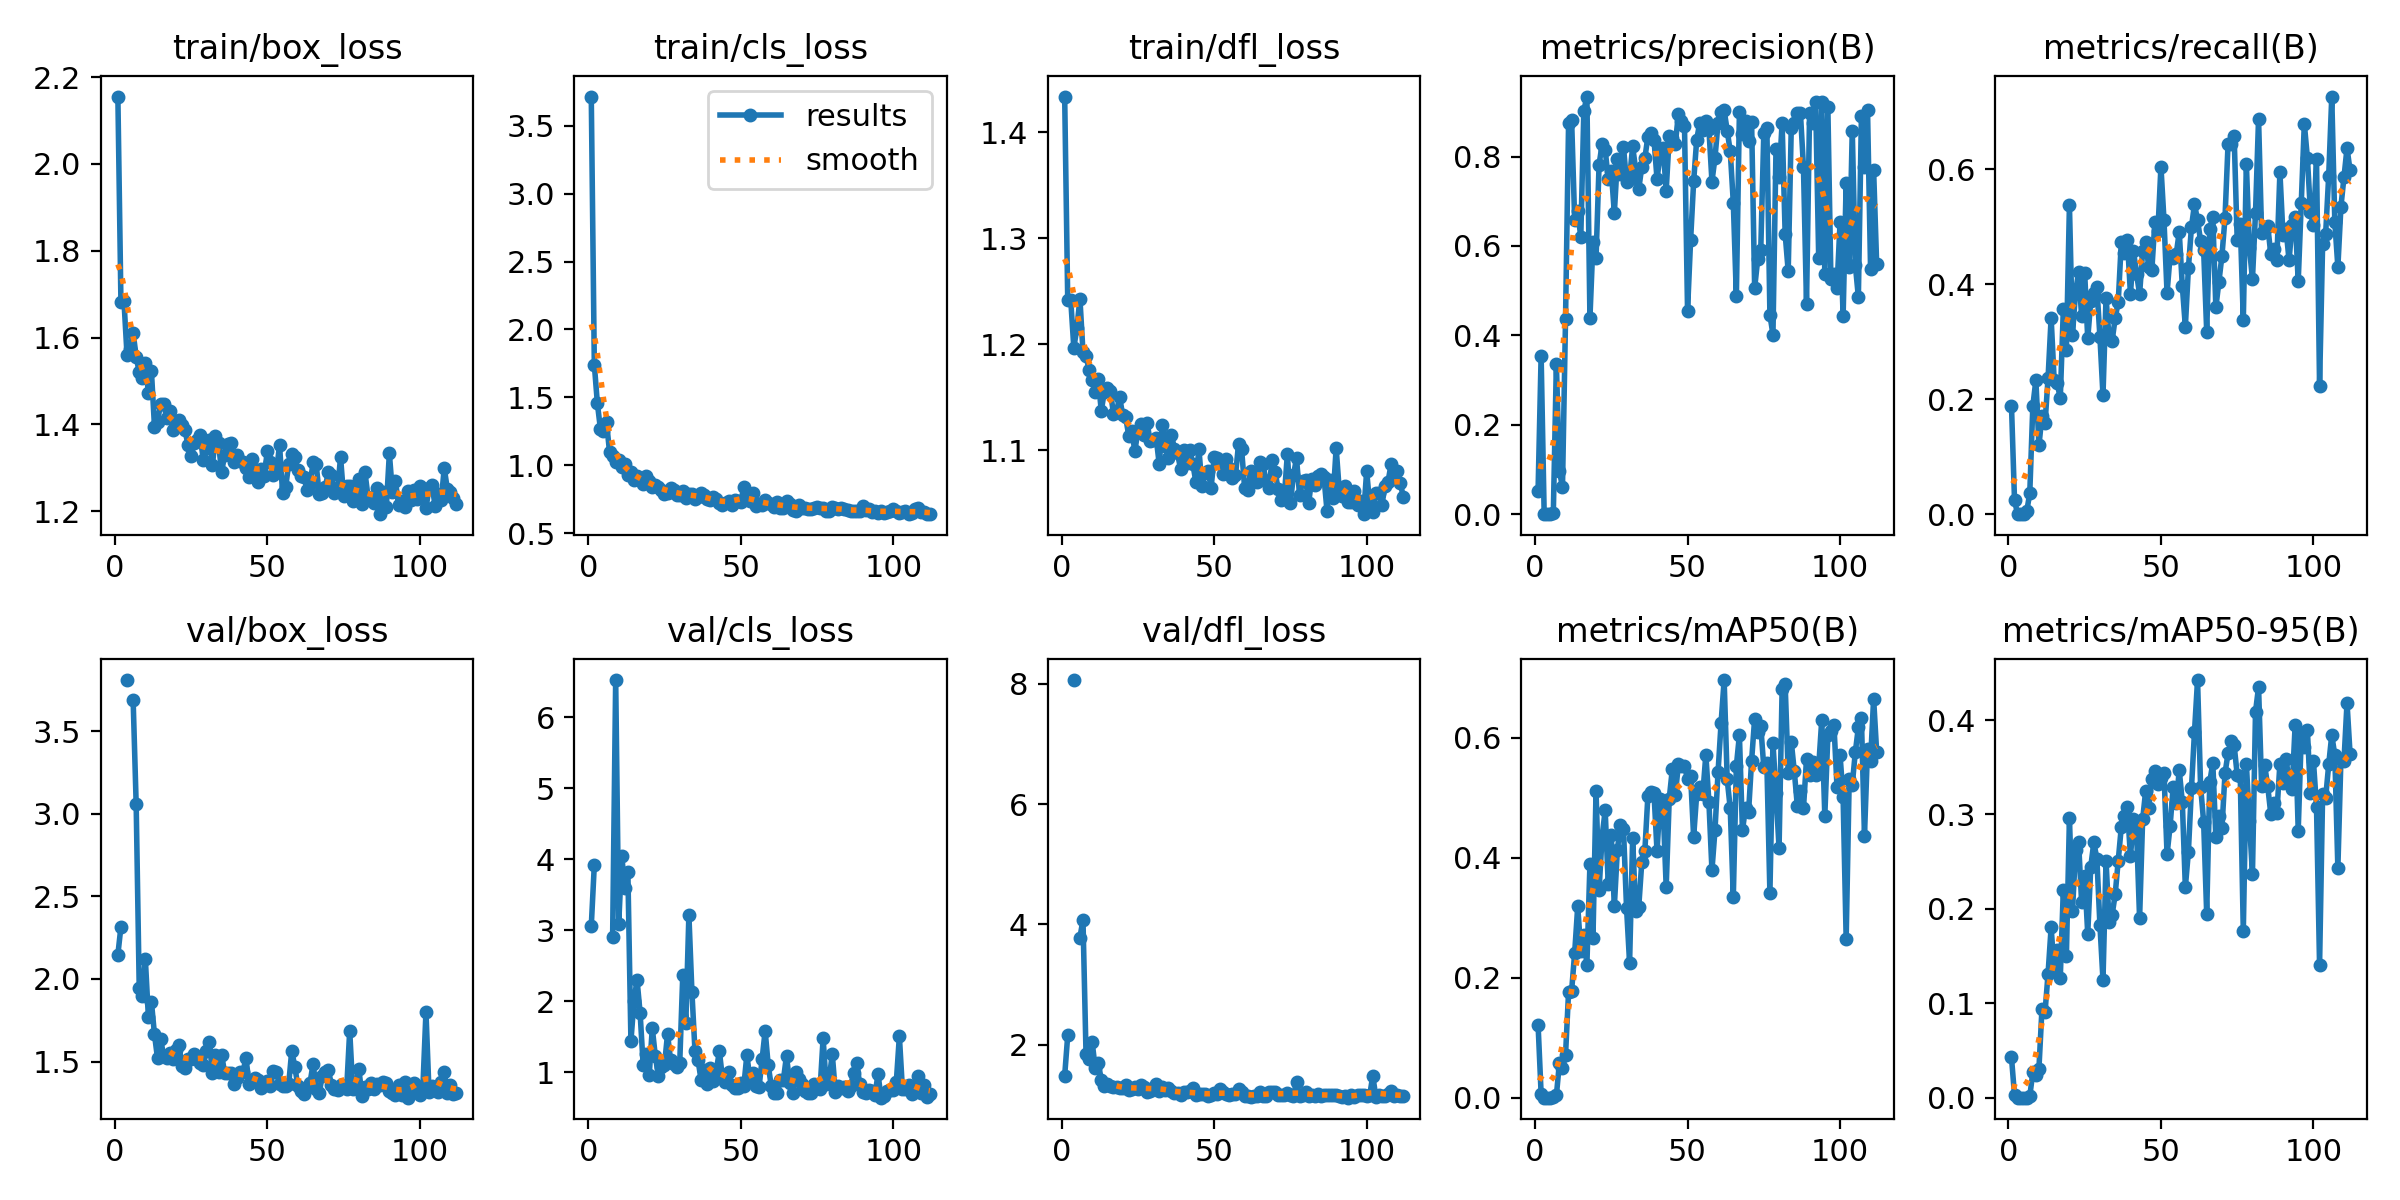 train/box_loss
2.2
2.0
1.8
1.6
1.4
1.2
0 50 100
train/cls_loss
results
smooth
3.5
3.0
2.5
2.0
1.5
1.0
0.5
0 50 100
train/dfl_loss
1.4
1.3
1.2
1.1
0 50 100
metrics/precision(B)
0.8
0.6
0.4
0.2
0.0
0 50 100
metrics/recall(B)
0.6
0.4
0.2
0.0
0 50 100
val/box_loss
3.5
3.0
2.5
2.0
1.5
0 50 100
val/cls_loss
6
5
4
3
2
1
0 50 100
val/dfl_loss
8
6
4
2
0 50 100
metrics/mAP50(B)
0.6
0.4
0.2
0.0
0 50 100
metrics/mAP50-95(B)
0.4
0.3
0.2
0.1
0.0
0 50 100